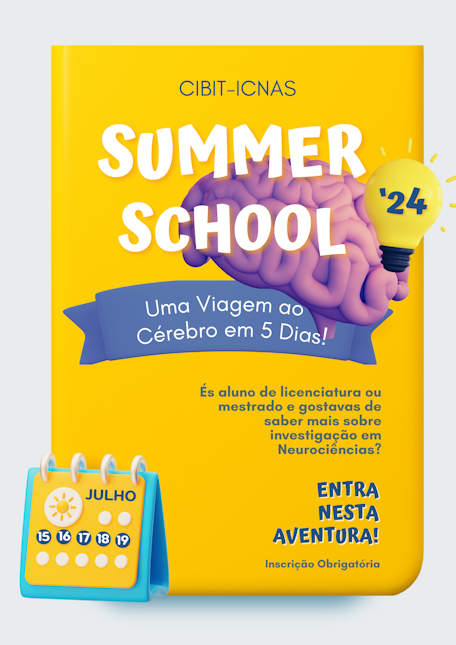 CIBIT-ICNAS
SUMMER
SCHOOL
'24
Uma Viagem ao
Cérebro em 5 Dias!
És aluno de licenciatura ou
mestrado e gostavas de
saber mais sobre
investigação em
Neurociências?
ENTRA
NESTA
AVENTURA!
Inscrição Obrigatória
JULHO
15 16 17 18 19